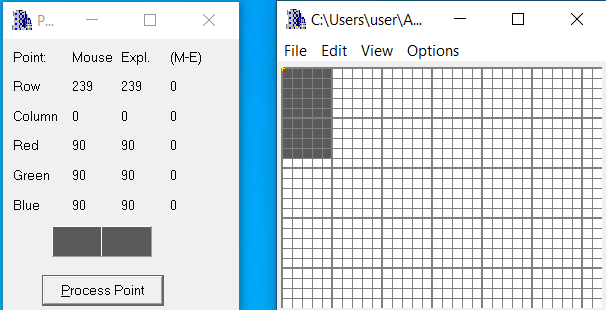 P...
Point: Mouse Expl. (M-E)
Row 239 239 0
Column 0 0 0
Red 90 90 0
Green 90 90 0
Blue 90 90 0
Process Point
C:\Users\user\A...
File Edit View Options